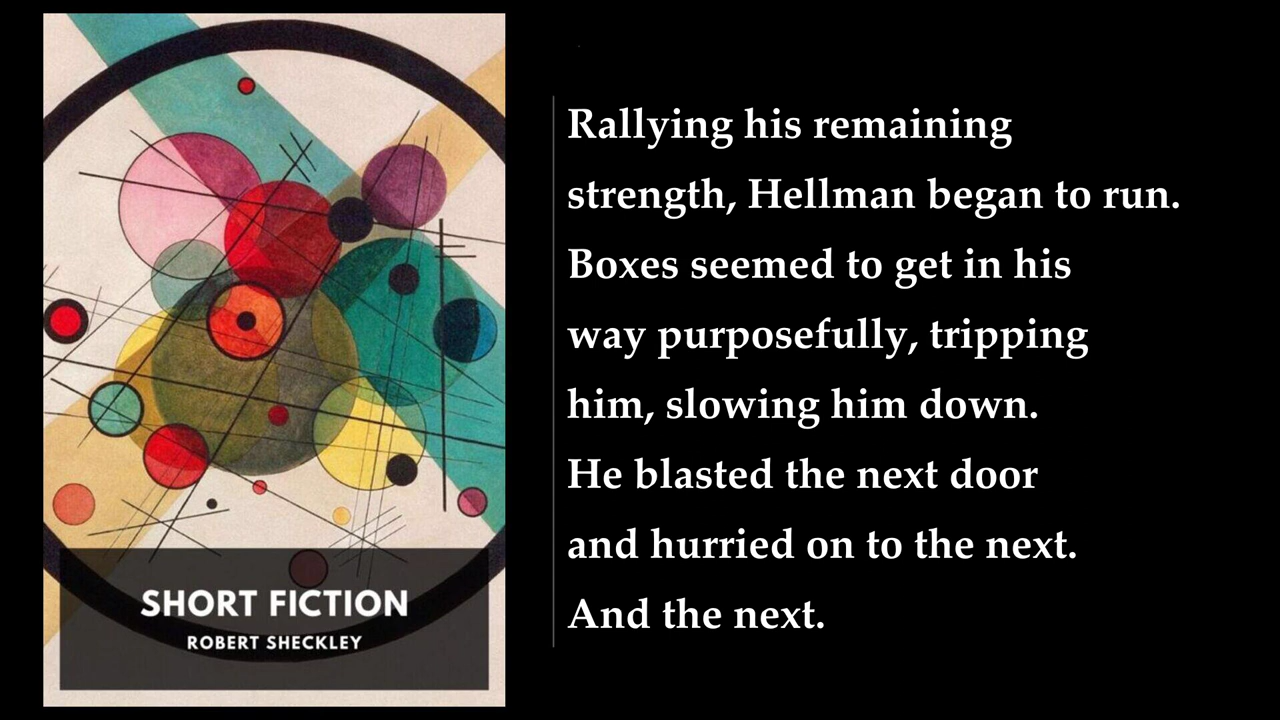 SHORT FICTION
ROBERT SHECKLEY
Rallying his remaining
strength, Hellman began to run.
Boxes seemed to get in his
way purposefully, tripping
him, slowing him down.
He blasted the next door
and hurried on to the next.
And the next.